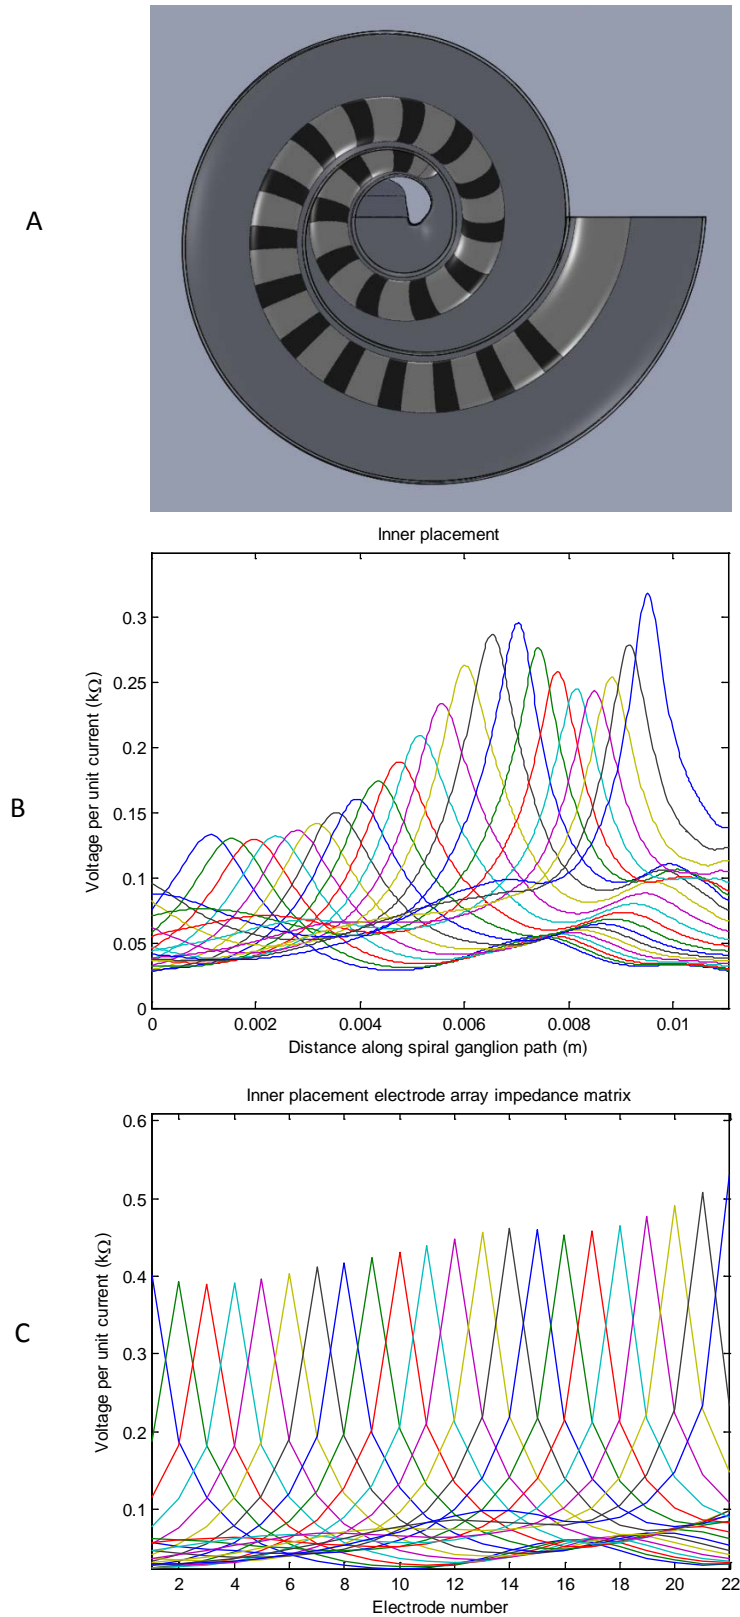 A
Inner placement
0.3
0.25
0.2
0.15
0.1
0.05
0
Voltage per unit current (kΩ)
B
0 0.002 0.004 0.006 0.008 0.01
Distance along spiral ganglion path (m)
Inner placement electrode array impedance matrix
0.6
0.5
0.4
0.3
0.2
0.1
Voltage per unit current (kΩ)
C
2 4 6 8 10 12 14 16 18 20 22
Electrode number